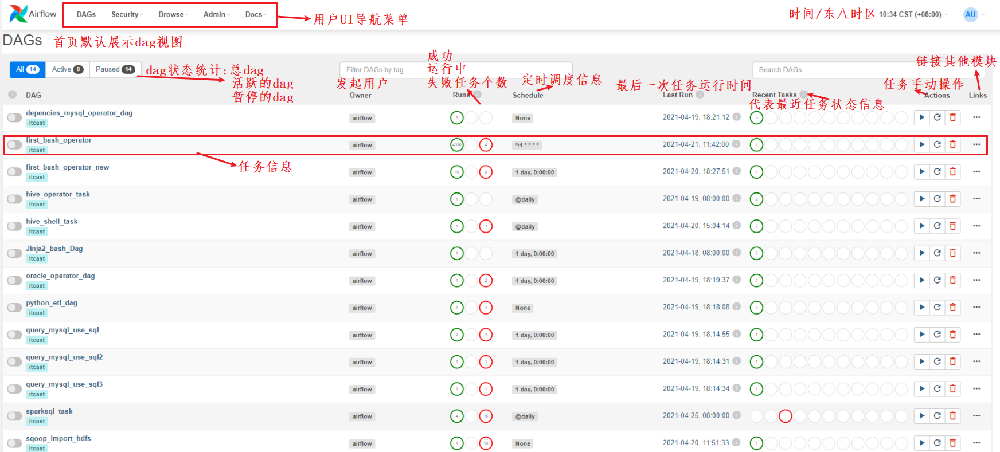 Airflow
DAGs Security Browse Admin Docs
用户UI导航菜单
时间/东八时区
10:34 CST (+08:00)
AU
DAGs
首页默认展示dag视图
All 14
Active 0
Paused 14
dag状态统计:总dag
活跃的dag
暂停的dag
Filter DAGs by tag
Search DAGs
发起用户
成功
运行中
失败任务个数
定时调度信息
最后一次任务运行时间
代表最近任务状态信息
任务手动操作
链接其他模块
DAG Owner Runs Schedule Last Run Recent Tasks Actions Links
depencies_mysql_operator_dag
itcast
airflow 1 None 2021-04-19, 18:21:12 3
first_bash_operator
itcast
airflow 4330 4 */1 * * * * 2021-04-21, 11:42:00 2
任务信息
first_bash_operator_new
itcast
airflow 10 2 1 day, 0:00:00 2021-04-20, 18:27:51 1
hive_operator_task
itcast
airflow 1 @daily 2021-04-19, 08:00:00 2
hive_shell_task
itcast
airflow 1 1 @daily 2021-04-20, 15:04:14 2
Jinja2_bash_Dag
itcast
airflow 1 1 day, 0:00:00 2021-04-18, 08:00:00 3
oracle_operator_dag
itcast
airflow 1 2 1 day, 0:00:00 2021-04-19, 18:19:37 1
python_etl_dag
itcast
airflow 1 1 None 2021-04-19, 18:18:08 3
query_mysql_use_sql
itcast
airflow 2 1 1 day, 0:00:00 2021-04-19, 18:14:55 1
query_mysql_use_sql2
itcast
airflow 1 1 1 day, 0:00:00 2021-04-19, 18:14:31 1
query_mysql_use_sql3
itcast
airflow 1 1 1 day, 0:00:00 2021-04-19, 18:14:34 1
sparksql_task
itcast
airflow 4 16 @daily 2021-04-25, 08:00:00 1
sqoop_import_hdfs
itcast
airflow 1 10 None 2021-04-20, 11:51:33 1